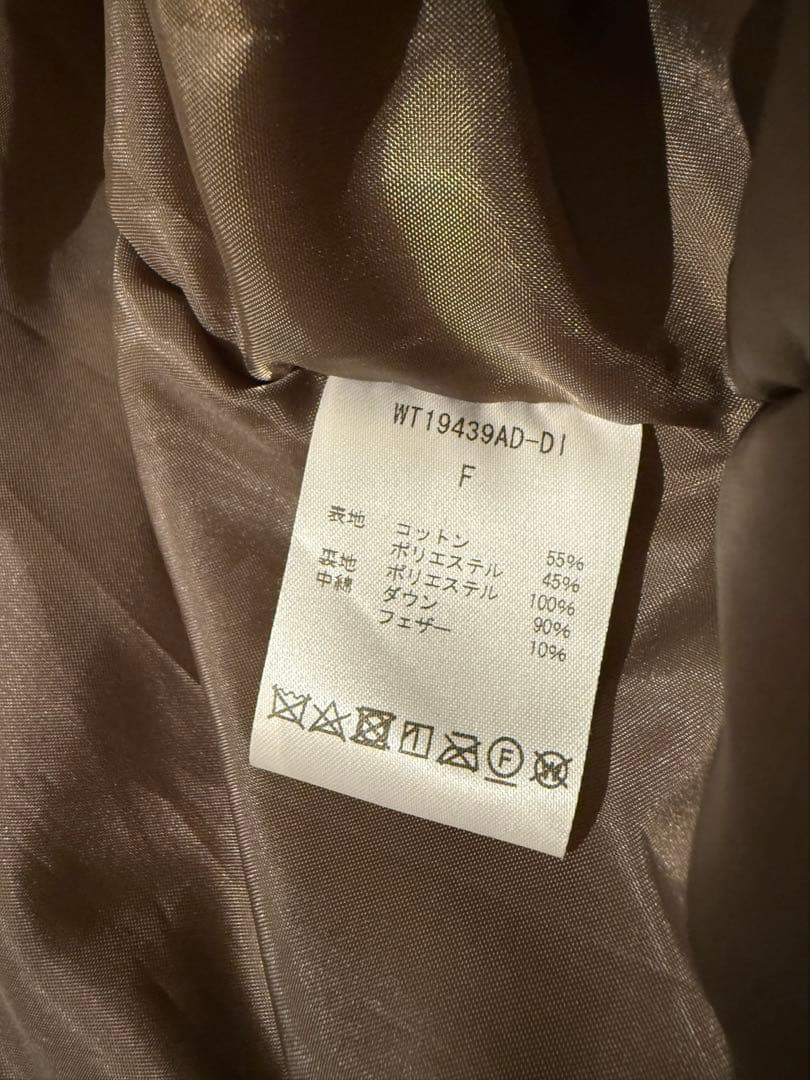 WT19439AD-DI
F
表地 コットン 55%
ポリエステル 45%
裏地 ポリエステル 100%
中綿 ダウン 90%
フェザー 10%
F W